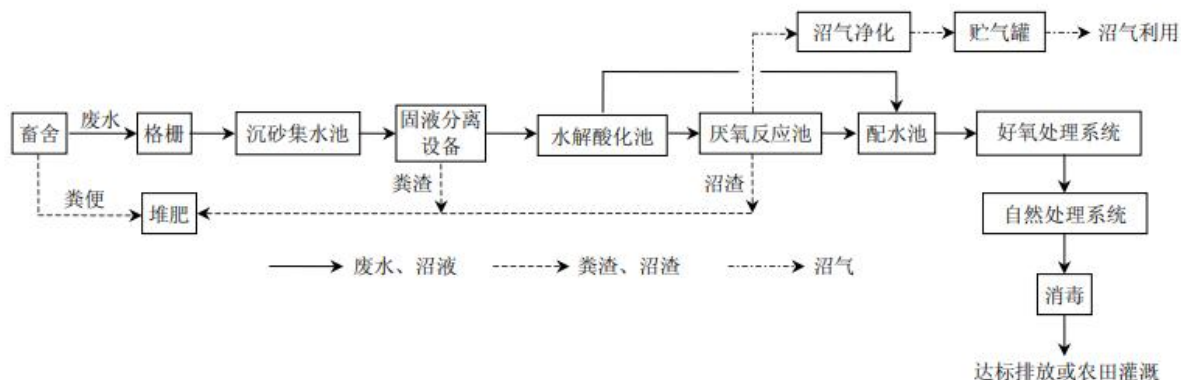 沼气净化
贮气罐
沼气利用
畜舍
废水
格栅
沉砂集水池
固液分离
设备
水解酸化池
厌氧反应池
配水池
好氧处理系统
粪便
堆肥
粪渣
沼渣
自然处理系统
废水、沼液
粪渣、沼渣
沼气
消毒
达标排放或农田灌溉